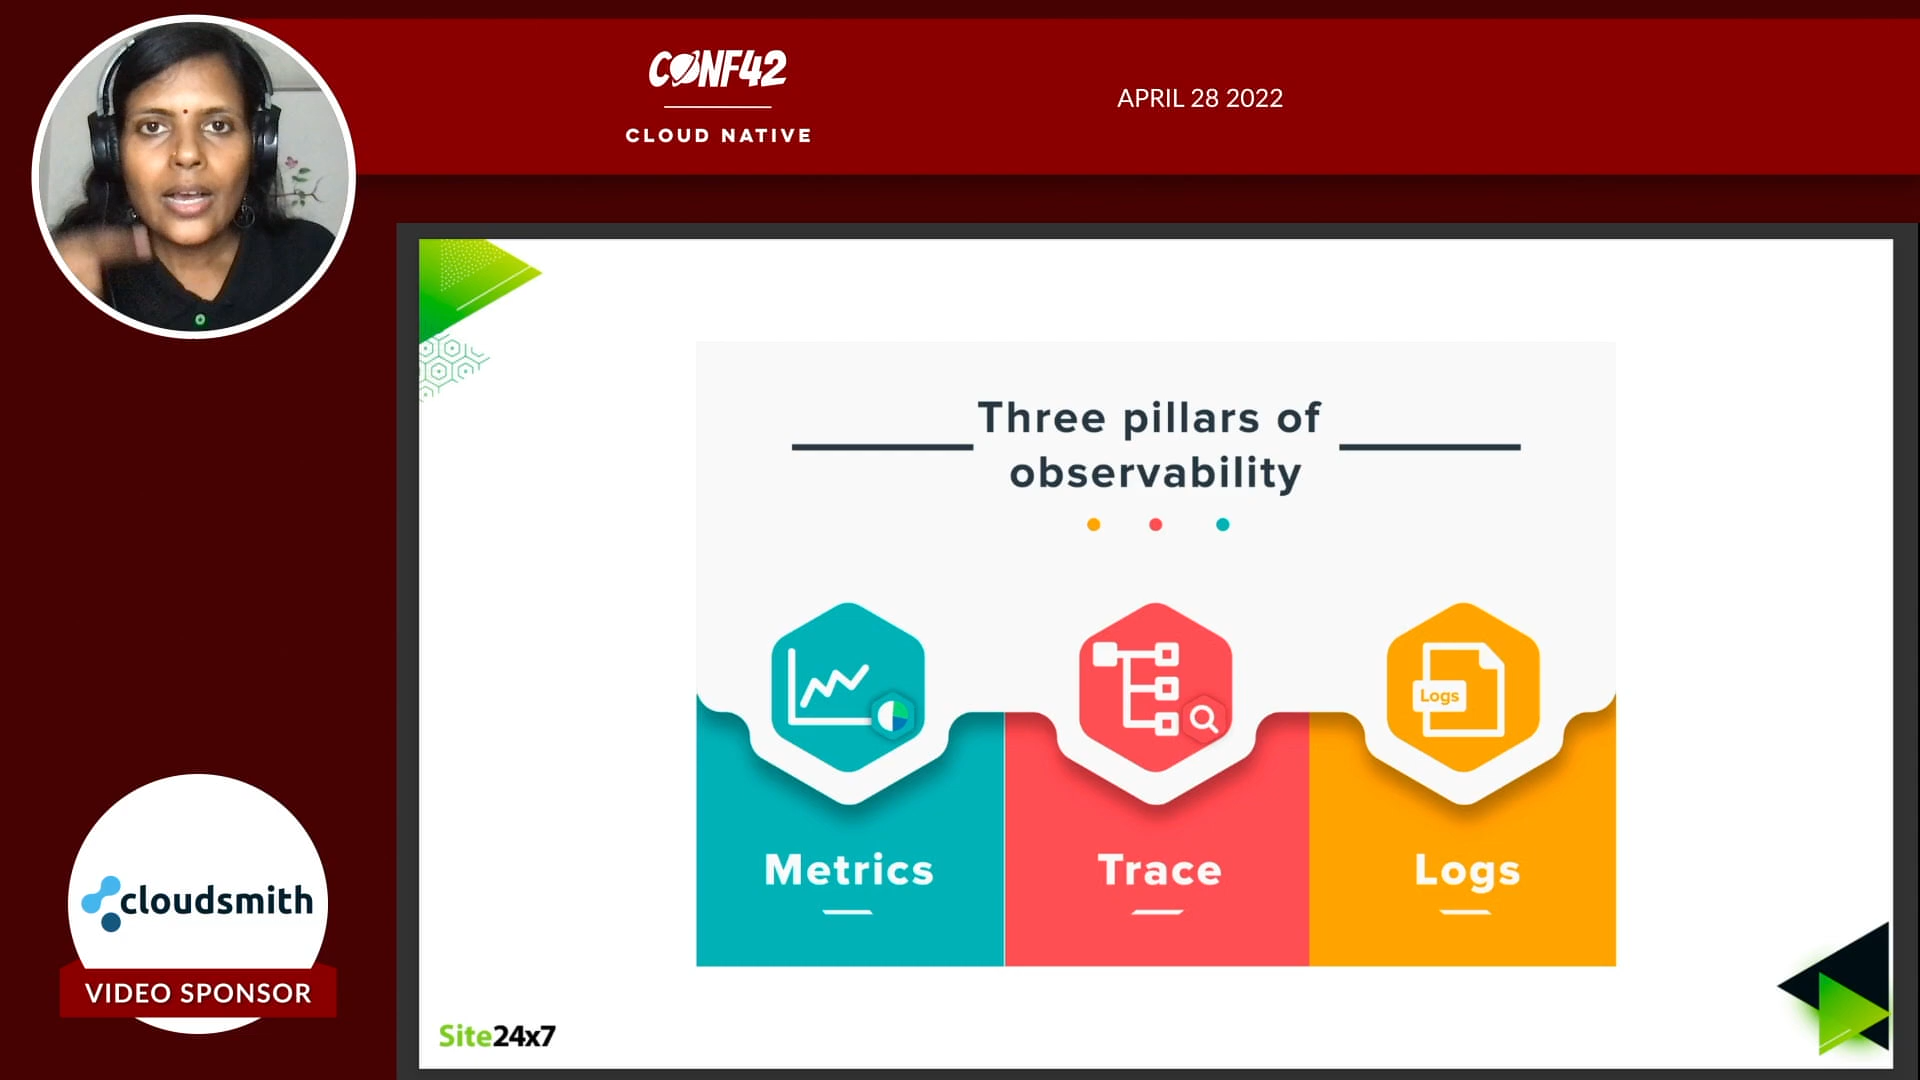 CONF42
CLOUD NATIVE
APRIL 28 2022
Three pillars of
observability
Logs
Metrics
Trace
Logs
cloudsmith
VIDEO SPONSOR
Site24x7